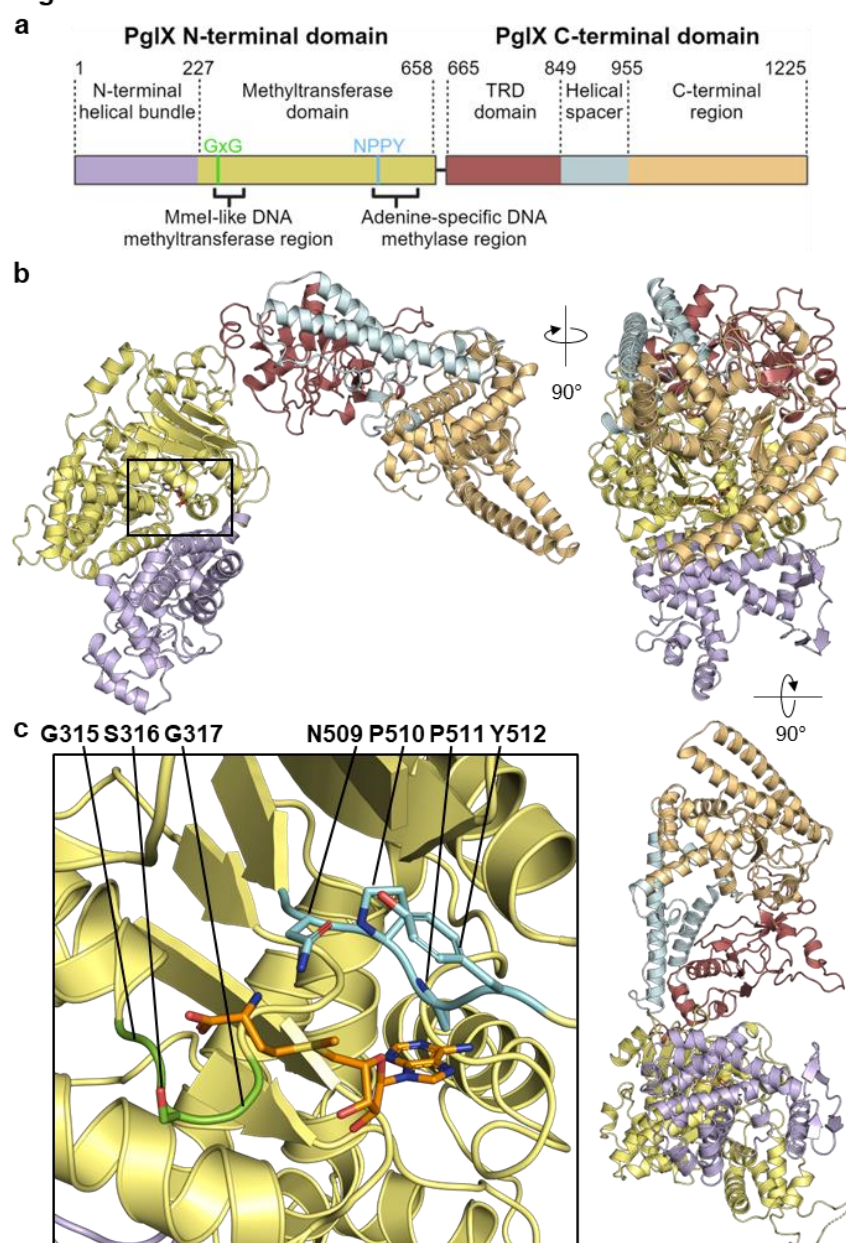 a
PglX N-terminal domain PglX C-terminal domain
1 227 658 665 849 955 1225
N-terminal helical bundle
Methyltransferase domain
TRD domain
Helical spacer
C-terminal region
GxG NPPY
MmeI-like DNA methyltransferase region
Adenine-specific DNA methylase region
b
90°
90°
c
G315 S316 G317 N509 P510 P511 Y512